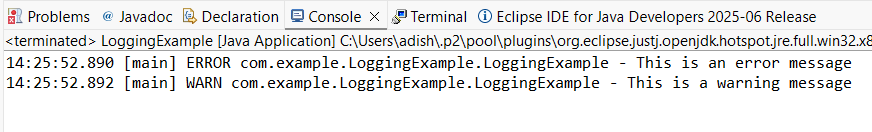 Problems @ Javadoc Declaration Console × Terminal Eclipse IDE for Java Developers 2025-06 Release
<terminated> LoggingExample [Java Application] C:\Users\adish\.p2\pool\plugins\org.eclipse.justj.openjdk.hotspot.jre.full.win32.x8
14:25:52.890 [main] ERROR com.example.LoggingExample.LoggingExample - This is an error message
14:25:52.892 [main] WARN com.example.LoggingExample.LoggingExample - This is a warning message